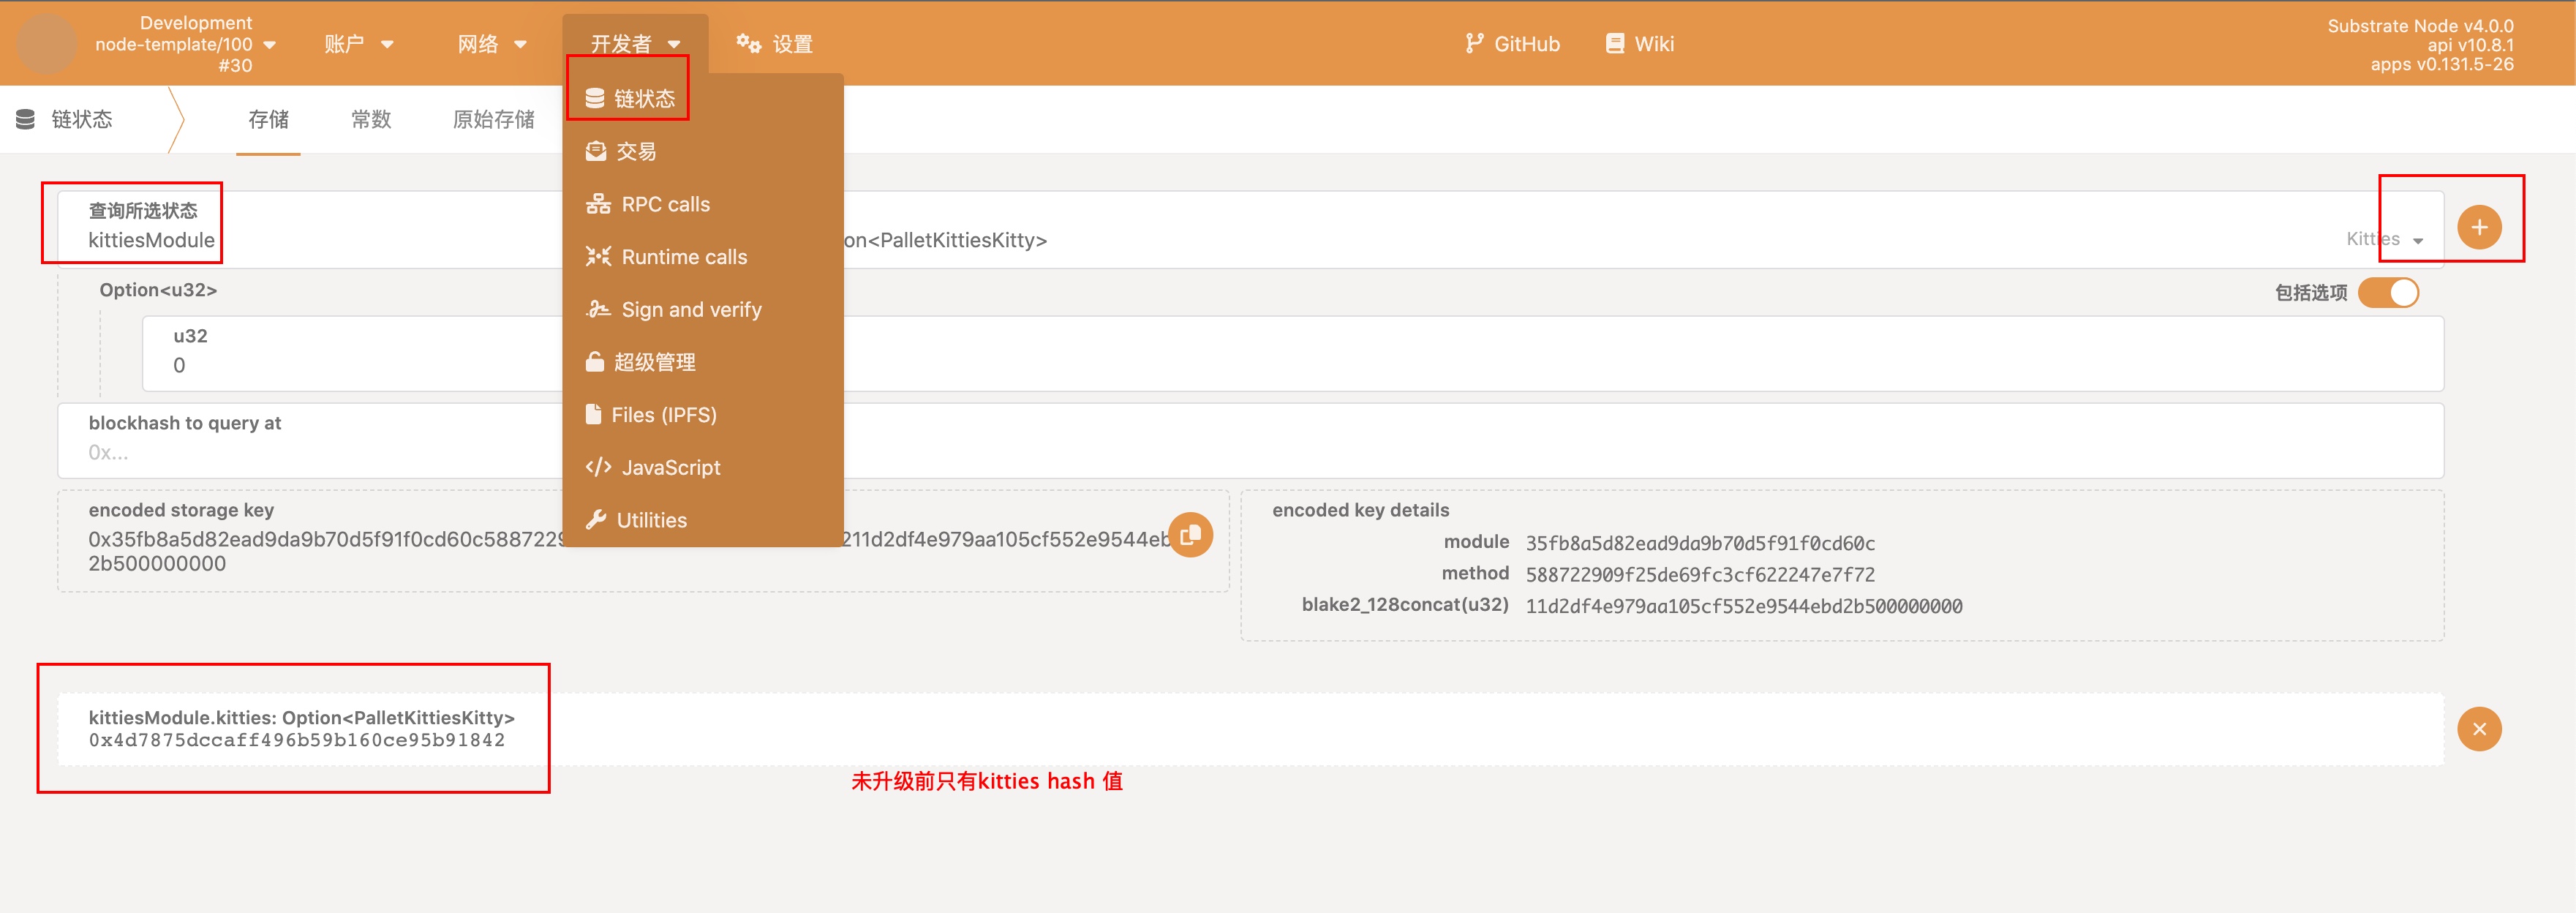 Development
node-template/100
#30
账户
网络
开发者
设置
GitHub
Wiki
Substrate Node v4.0.0
api v10.8.1
apps v0.131.5-26
链状态
存储
常数
原始存储
链状态
交易
RPC calls
Runtime calls
Sign and verify
超级管理
Files (IPFS)
JavaScript
Utilities
查询所选状态
kittiesModule
on<PalletKittiesKitty>
Kitties
Option<u32>
包括选项
u32
0
blockhash to query at
0x...
encoded storage key
0x35fb8a5d82ead9da9b70d5f91f0cd60c5887229 211d2df4e979aa105cf552e9544eb
2b500000000
encoded key details
module 35fb8a5d82ead9da9b70d5f91f0cd60c
method 588722909f25de69fc3cf622247e7f72
blake2_128concat(u32) 11d2df4e979aa105cf552e9544ebd2b500000000
kittiesModule.kitties: Option<PalletKittiesKitty>
0x4d7875dccaff496b59b160ce95b91842
未升级前只有kitties hash 值